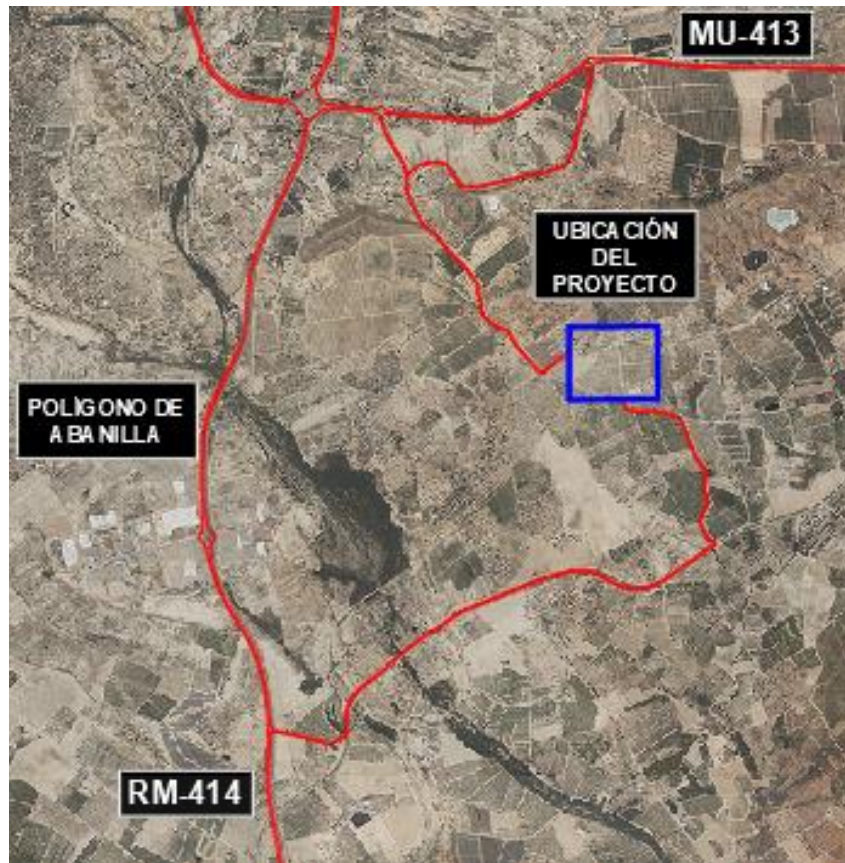 MU-413
UBICACIÓN
DEL
PROYECTO
POLÍGONO DE
ABANILLA
RM-414